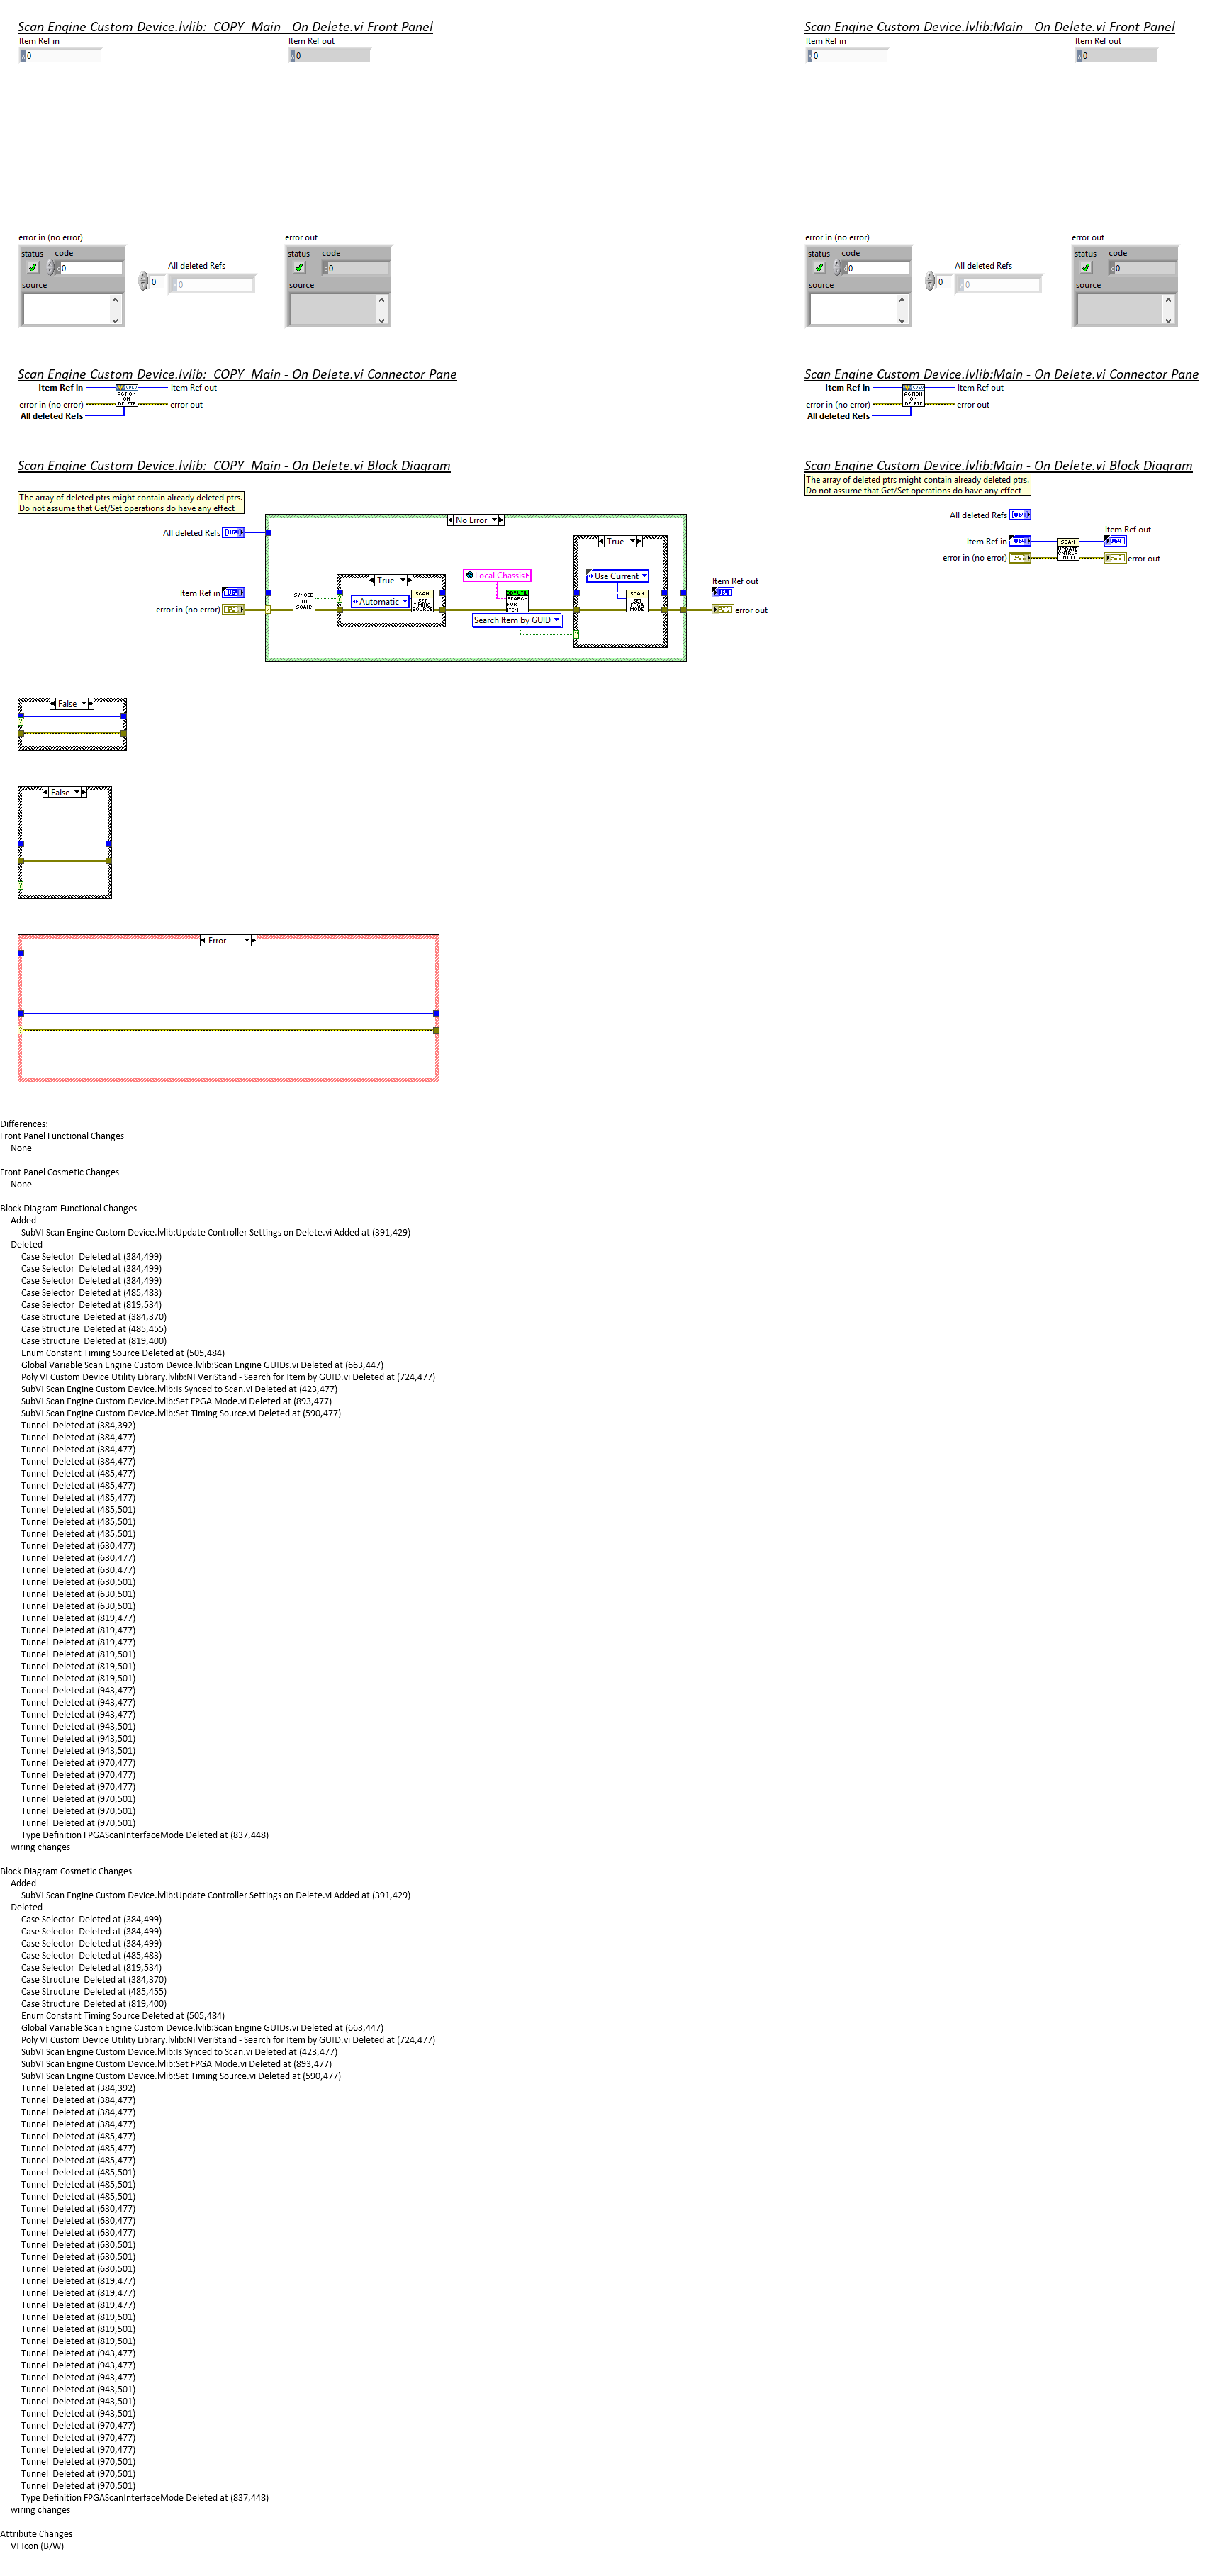 Scan Engine Custom Device.lvlib:_COPY_Main - On Delete.vi Front Panel
Item Ref in
Item Ref out
0
0
error in (no error)
error out
status code
0
source
All deleted Refs
0
0
status code
0
source
Scan Engine Custom Device.lvlib:_COPY_Main - On Delete.vi Connector Pane
Item Ref in
Item Ref out
ACTION
ON
DELETE
error in (no error)
error out
All deleted Refs
Scan Engine Custom Device.lvlib:_COPY_Main - On Delete.vi Block Diagram
The array of deleted ptrs might contain already deleted ptrs.
Do not assume that Get/Set operations do have any effect
No Error
All deleted Refs
True
True
Local Chassis
Use Current
Item Ref out
Item Ref in
SYNCED
TO
SCAN?
Automatic
SCAN
SET
TIMING
SOURCE
SEARCH
FOR
ITEM
SCAN
SET
FPGA
MODE
error in (no error)
error out
Search Item by GUID
False
False
Error
Scan Engine Custom Device.lvlib:Main - On Delete.vi Front Panel
Item Ref in
Item Ref out
0
0
error in (no error)
error out
status code
0
source
All deleted Refs
0
0
status code
0
source
Scan Engine Custom Device.lvlib:Main - On Delete.vi Connector Pane
Item Ref in
Item Ref out
ACTION
ON
DELETE
error in (no error)
error out
All deleted Refs
Scan Engine Custom Device.lvlib:Main - On Delete.vi Block Diagram
The array of deleted ptrs might contain already deleted ptrs.
Do not assume that Get/Set operations do have any effect
All deleted Refs
Item Ref out
Item Ref in
SCAN
UPDATE
CNTRLR
ON DEL
error in (no error)
error out
Differences:
Front Panel Functional Changes
None
Front Panel Cosmetic Changes
None
Block Diagram Functional Changes
Added
SubVI Scan Engine Custom Device.lvlib:Update Controller Settings on Delete.vi Added at (391,429)
Deleted
Case Selector  Deleted at (384,499)
Case Selector  Deleted at (384,499)
Case Selector  Deleted at (384,499)
Case Selector  Deleted at (485,483)
Case Selector  Deleted at (819,534)
Case Structure  Deleted at (384,370)
Case Structure  Deleted at (485,455)
Case Structure  Deleted at (819,400)
Enum Constant Timing Source Deleted at (505,484)
Global Variable Scan Engine Custom Device.lvlib:Scan Engine GUIDs.vi Deleted at (663,447)
Poly VI Custom Device Utility Library.lvlib:NI VeriStand - Search for Item by GUID.vi Deleted at (724,477)
SubVI Scan Engine Custom Device.lvlib:Is Synced to Scan.vi Deleted at (423,477)
SubVI Scan Engine Custom Device.lvlib:Set FPGA Mode.vi Deleted at (893,477)
SubVI Scan Engine Custom Device.lvlib:Set Timing Source.vi Deleted at (590,477)
Tunnel  Deleted at (384,392)
Tunnel  Deleted at (384,477)
Tunnel  Deleted at (384,477)
Tunnel  Deleted at (384,477)
Tunnel  Deleted at (485,477)
Tunnel  Deleted at (485,477)
Tunnel  Deleted at (485,477)
Tunnel  Deleted at (485,501)
Tunnel  Deleted at (485,501)
Tunnel  Deleted at (485,501)
Tunnel  Deleted at (630,477)
Tunnel  Deleted at (630,477)
Tunnel  Deleted at (630,477)
Tunnel  Deleted at (630,501)
Tunnel  Deleted at (630,501)
Tunnel  Deleted at (630,501)
Tunnel  Deleted at (819,477)
Tunnel  Deleted at (819,477)
Tunnel  Deleted at (819,477)
Tunnel  Deleted at (819,501)
Tunnel  Deleted at (819,501)
Tunnel  Deleted at (819,501)
Tunnel  Deleted at (943,477)
Tunnel  Deleted at (943,477)
Tunnel  Deleted at (943,477)
Tunnel  Deleted at (943,501)
Tunnel  Deleted at (943,501)
Tunnel  Deleted at (943,501)
Tunnel  Deleted at (970,477)
Tunnel  Deleted at (970,477)
Tunnel  Deleted at (970,477)
Tunnel  Deleted at (970,501)
Tunnel  Deleted at (970,501)
Tunnel  Deleted at (970,501)
Type Definition FPGAScanInterfaceMode Deleted at (837,448)
wiring changes
Block Diagram Cosmetic Changes
Added
SubVI Scan Engine Custom Device.lvlib:Update Controller Settings on Delete.vi Added at (391,429)
Deleted
Case Selector  Deleted at (384,499)
Case Selector  Deleted at (384,499)
Case Selector  Deleted at (384,499)
Case Selector  Deleted at (485,483)
Case Selector  Deleted at (819,534)
Case Structure  Deleted at (384,370)
Case Structure  Deleted at (485,455)
Case Structure  Deleted at (819,400)
Enum Constant Timing Source Deleted at (505,484)
Global Variable Scan Engine Custom Device.lvlib:Scan Engine GUIDs.vi Deleted at (663,447)
Poly VI Custom Device Utility Library.lvlib:NI VeriStand - Search for Item by GUID.vi Deleted at (724,477)
SubVI Scan Engine Custom Device.lvlib:Is Synced to Scan.vi Deleted at (423,477)
SubVI Scan Engine Custom Device.lvlib:Set FPGA Mode.vi Deleted at (893,477)
SubVI Scan Engine Custom Device.lvlib:Set Timing Source.vi Deleted at (590,477)
Tunnel  Deleted at (384,392)
Tunnel  Deleted at (384,477)
Tunnel  Deleted at (384,477)
Tunnel  Deleted at (384,477)
Tunnel  Deleted at (485,477)
Tunnel  Deleted at (485,477)
Tunnel  Deleted at (485,477)
Tunnel  Deleted at (485,501)
Tunnel  Deleted at (485,501)
Tunnel  Deleted at (485,501)
Tunnel  Deleted at (630,477)
Tunnel  Deleted at (630,477)
Tunnel  Deleted at (630,477)
Tunnel  Deleted at (630,501)
Tunnel  Deleted at (630,501)
Tunnel  Deleted at (630,501)
Tunnel  Deleted at (819,477)
Tunnel  Deleted at (819,477)
Tunnel  Deleted at (819,477)
Tunnel  Deleted at (819,501)
Tunnel  Deleted at (819,501)
Tunnel  Deleted at (819,501)
Tunnel  Deleted at (943,477)
Tunnel  Deleted at (943,477)
Tunnel  Deleted at (943,477)
Tunnel  Deleted at (943,501)
Tunnel  Deleted at (943,501)
Tunnel  Deleted at (943,501)
Tunnel  Deleted at (970,477)
Tunnel  Deleted at (970,477)
Tunnel  Deleted at (970,477)
Tunnel  Deleted at (970,501)
Tunnel  Deleted at (970,501)
Tunnel  Deleted at (970,501)
Type Definition FPGAScanInterfaceMode Deleted at (837,448)
wiring changes
Attribute Changes
VI Icon (B/W)